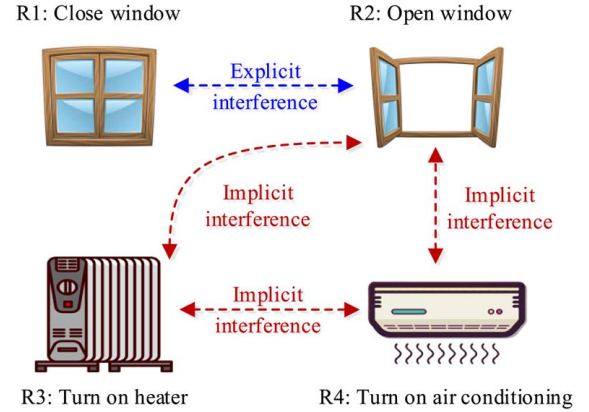 R1: Close window
R2: Open window
Explicit
interference
Implicit
interference
Implicit
interference
Implicit
interference
R3: Turn on heater
R4: Turn on air conditioning